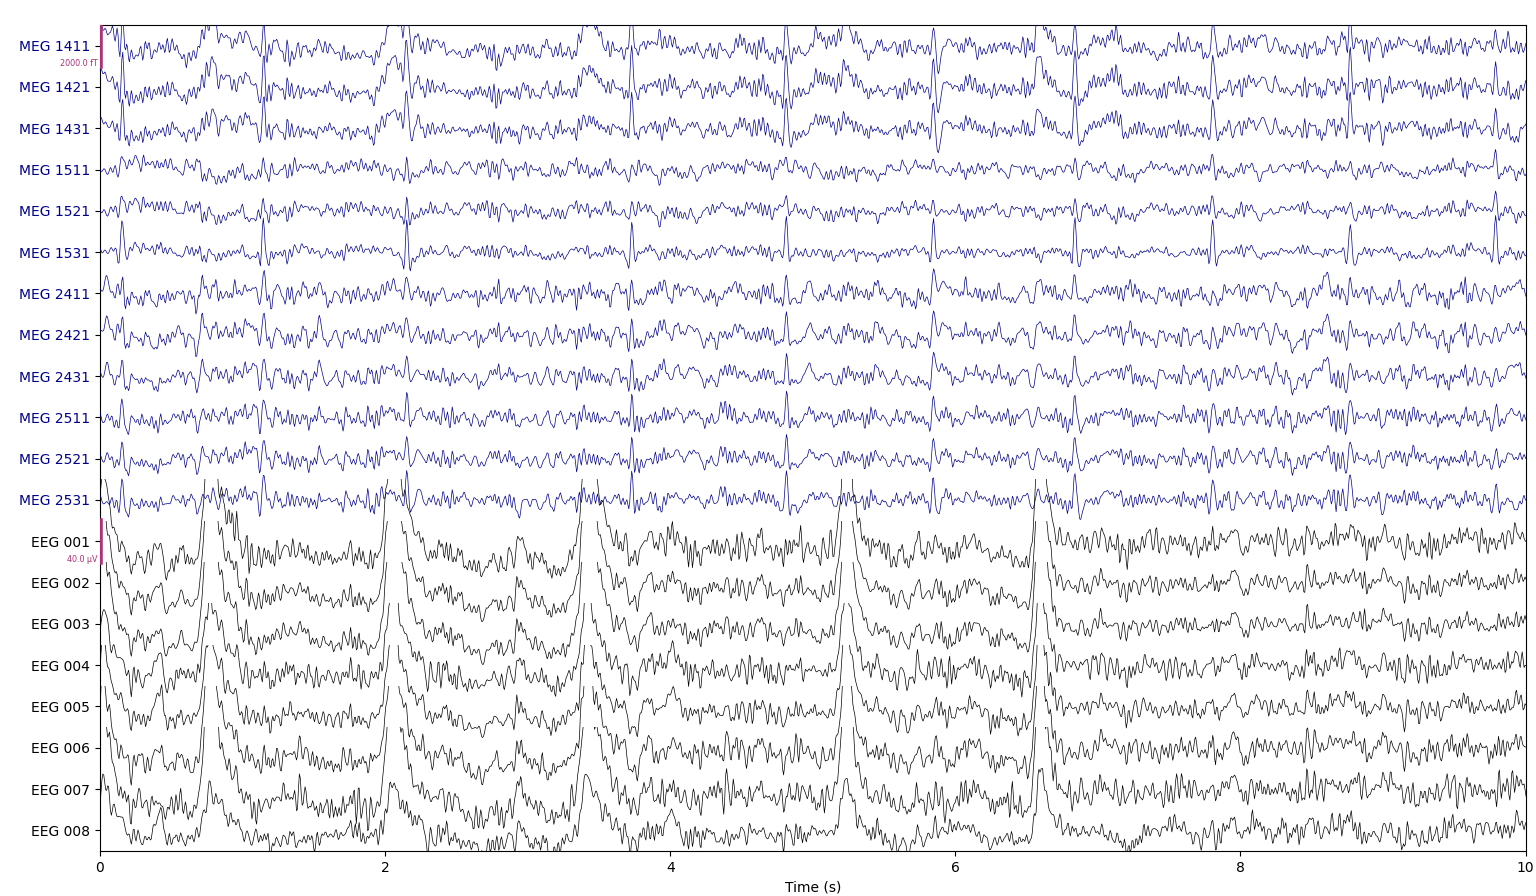 MEG 1411
2000.0 fT
MEG 1421
MEG 1431
MEG 1511
MEG 1521
MEG 1531
MEG 2411
MEG 2421
MEG 2431
MEG 2511
MEG 2521
MEG 2531
EEG 001
40.0 µV
EEG 002
EEG 003
EEG 004
EEG 005
EEG 006
EEG 007
EEG 008
0 2 4 6 8 10
Time (s)